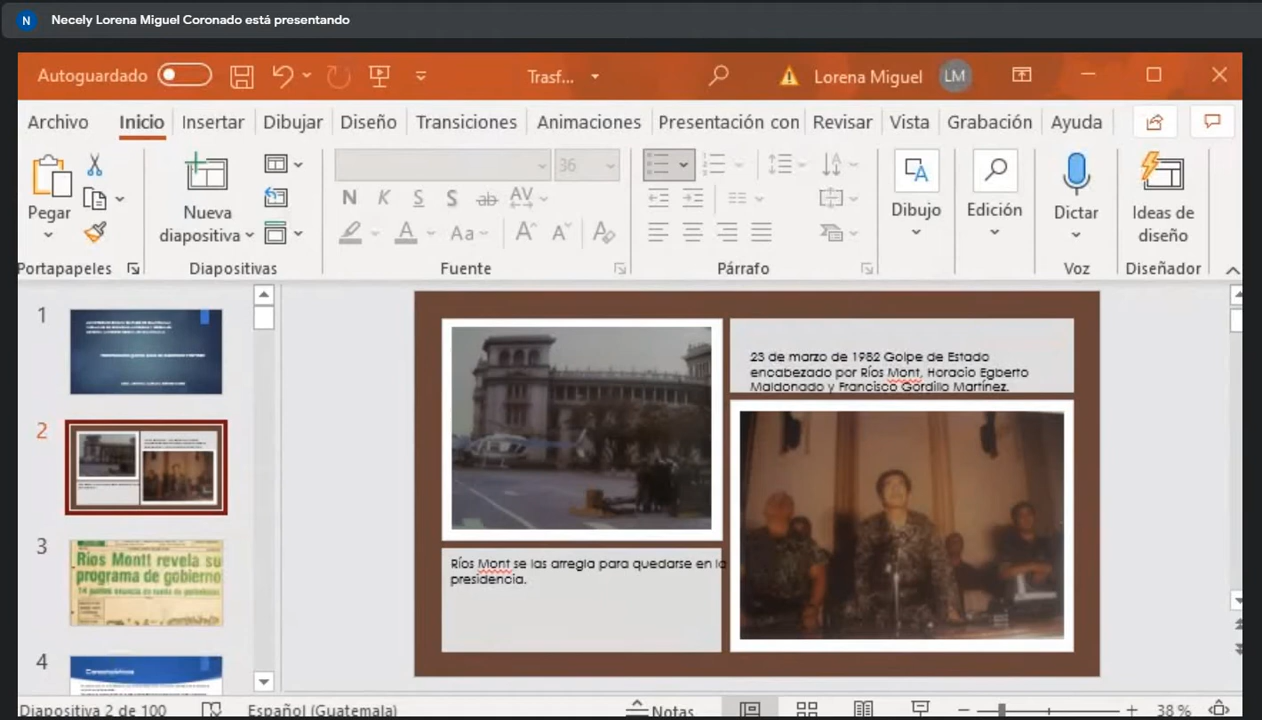 N Necely Lorena Miguel Coronado está presentando
Autoguardado Trasf... Lorena Miguel LM
Archivo Inicio Insertar Dibujar Diseño Transiciones Animaciones Presentación con Revisar Vista Grabación Ayuda
36
N K S S ab AV
Pegar Nueva Dibujo Edición Dictar Ideas de
diposítiva diseño
Aa A A A
Portapapeles Diapositivas Fuente Párrafo Voz Diseñador
1
2
3
Ríos Montt revela su
programa de gobierno
4
23 de marzo de 1982 Golpe de Estado
encabezado por Ríos Mont, Horacio Egberto
Maldonado y Francisco Gordillo Martínez.
Ríos Mont se las arregla para quedarse en la
presidencia.
Diapositiva 2 de 100 Español (Guatemala) Notas 38 %